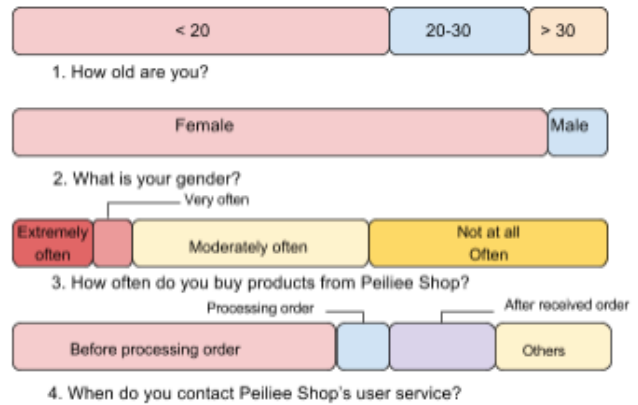 < 20 20-30 > 30
1. How old are you?
Female Male
2. What is your gender?
Very often
Extremely often Moderately often Not at all Often
3. How often do you buy products from Peiliee Shop?
Processing order After received order
Before processing order Others
4. When do you contact Peiliee Shop's user service?